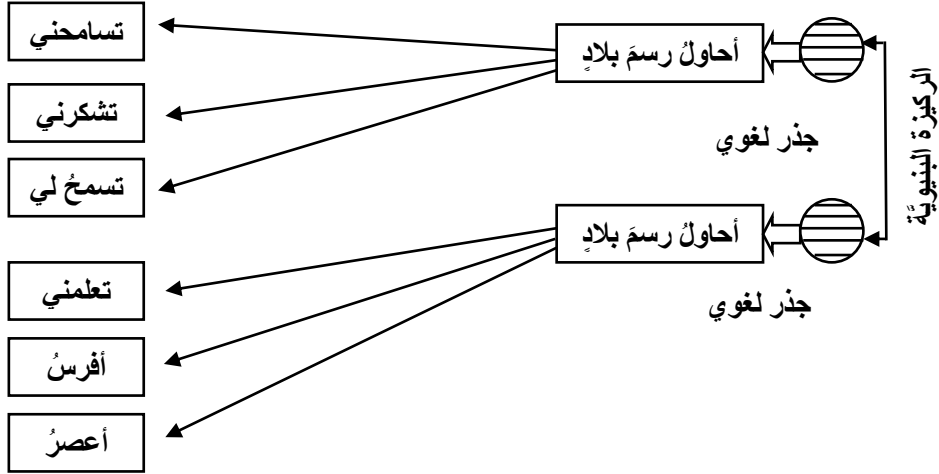 الركيزة البنيويَّة
أحاولُ رسمَ بلادٍ
جذر لغوي
تسامحني
تشكرني
تسمحُ لي
أحاولُ رسمَ بلادٍ
جذر لغوي
تعلمني
أفرسُ
أعصرُ